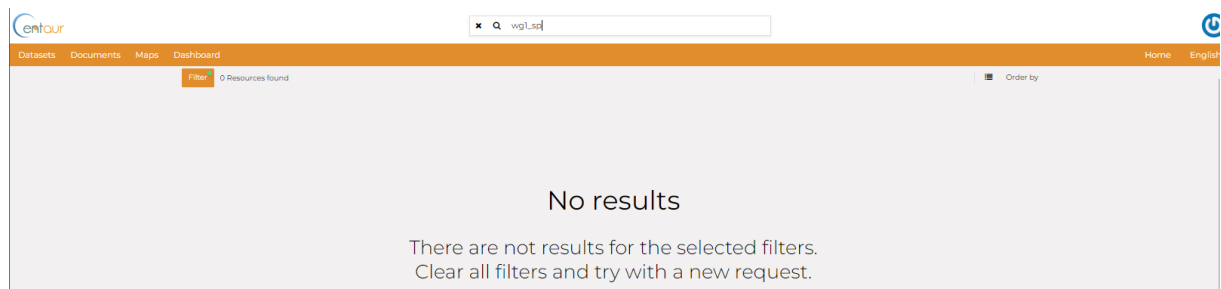 Centaur
wg1_sp
Datasets Documents Maps Dashboard Home English
Filter 0 Resources found Order by
No results
There are not results for the selected filters.
Clear all filters and try with a new request.